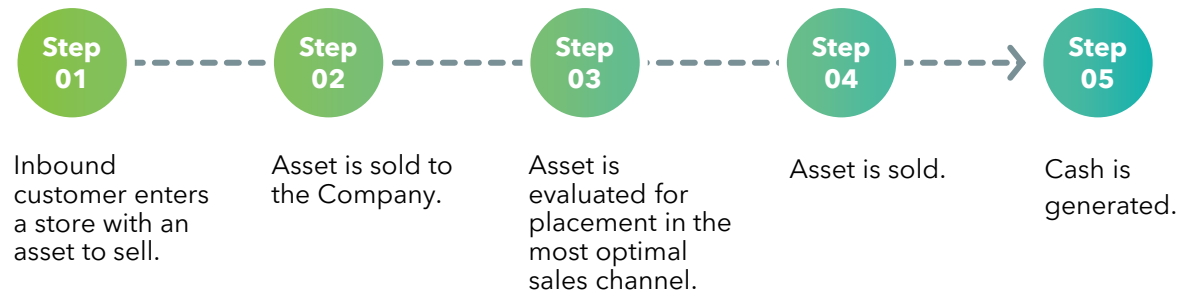 Step
01
Step
02
Step
03
Step
04
Step
05
Inbound
customer enters
a store with an
asset to sell.
Asset is sold to
the Company.
Asset is
evaluated for
placement in the
most optimal
sales channel.
Asset is sold.
Cash is
generated.